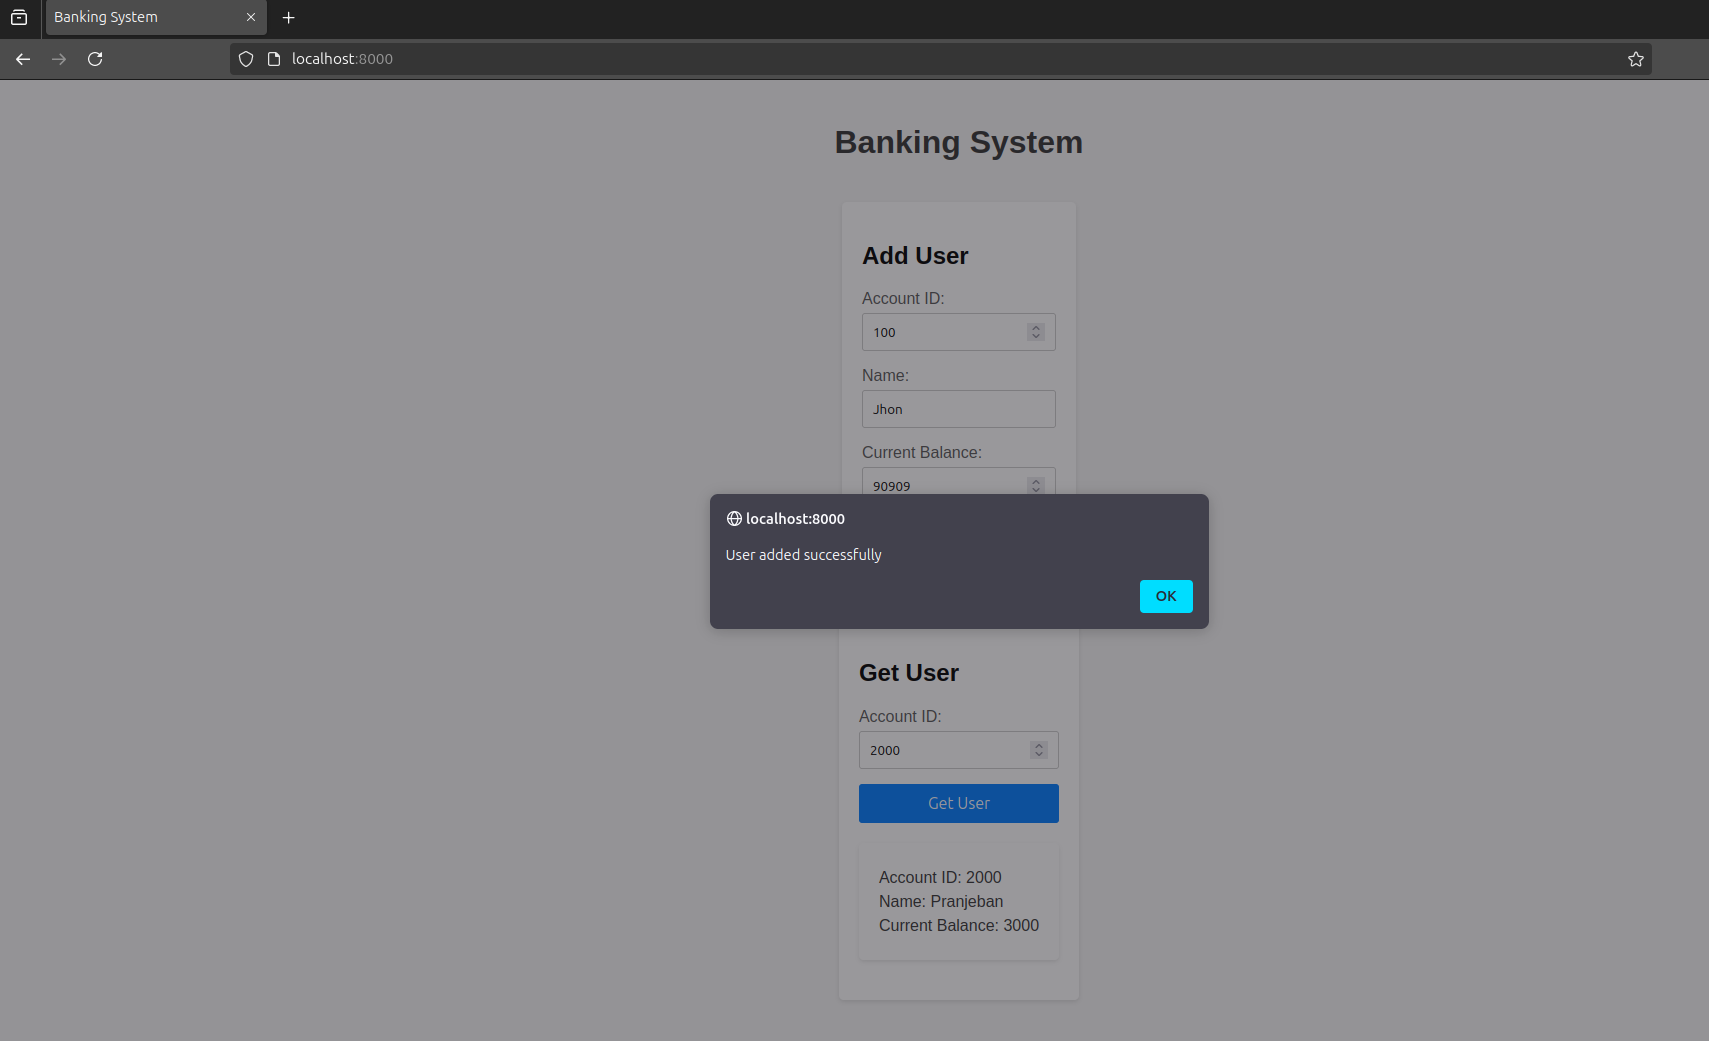 Banking System
localhost:8000
Banking System
Add User
Account ID:
100
Name:
Jhon
Current Balance:
90909
localhost:8000
User added successfully
OK
Get User
Account ID:
2000
Get User
Account ID: 2000
Name: Pranjeban
Current Balance: 3000